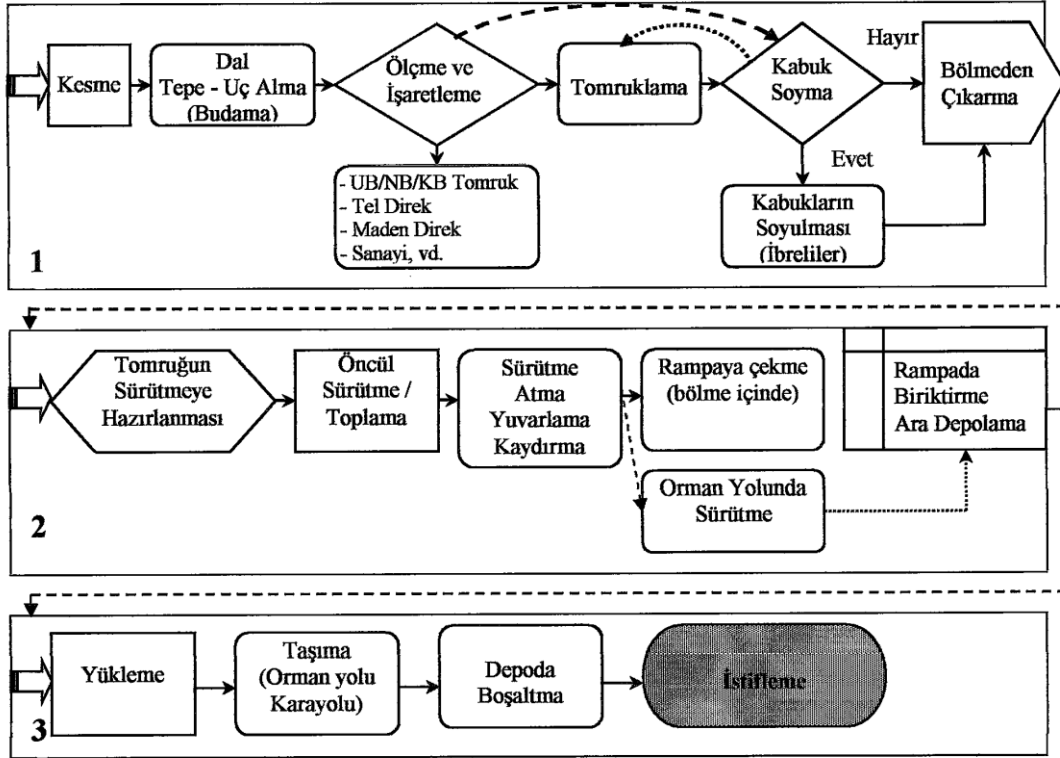 Kesme
Dal
Tepe - Uç Alma
(Budama)
Ölçme ve
İşaretleme
- UB/NB/KB Tomruk
- Tel Direk
- Maden Direk
- Sanayi, vd.
Tomruklama
Kabuk
Soyma
Hayır
Evet
Kabukların
Soyulması
(İbreliler)
Bölmeden
Çıkarma
1
Tomruğun
Sürütmeye
Hazırlanması
Öncül
Sürütme /
Toplama
Sürütme
Atma
Yuvarlama
Kaydırma
Rampaya çekme
(bölme içinde)
Orman Yolunda
Sürütme
Rampada
Biriktirme
Ara Depolama
2
Yükleme
Taşıma
(Orman yolu
Karayolu)
Depoda
Boşaltma
İstifleme
3